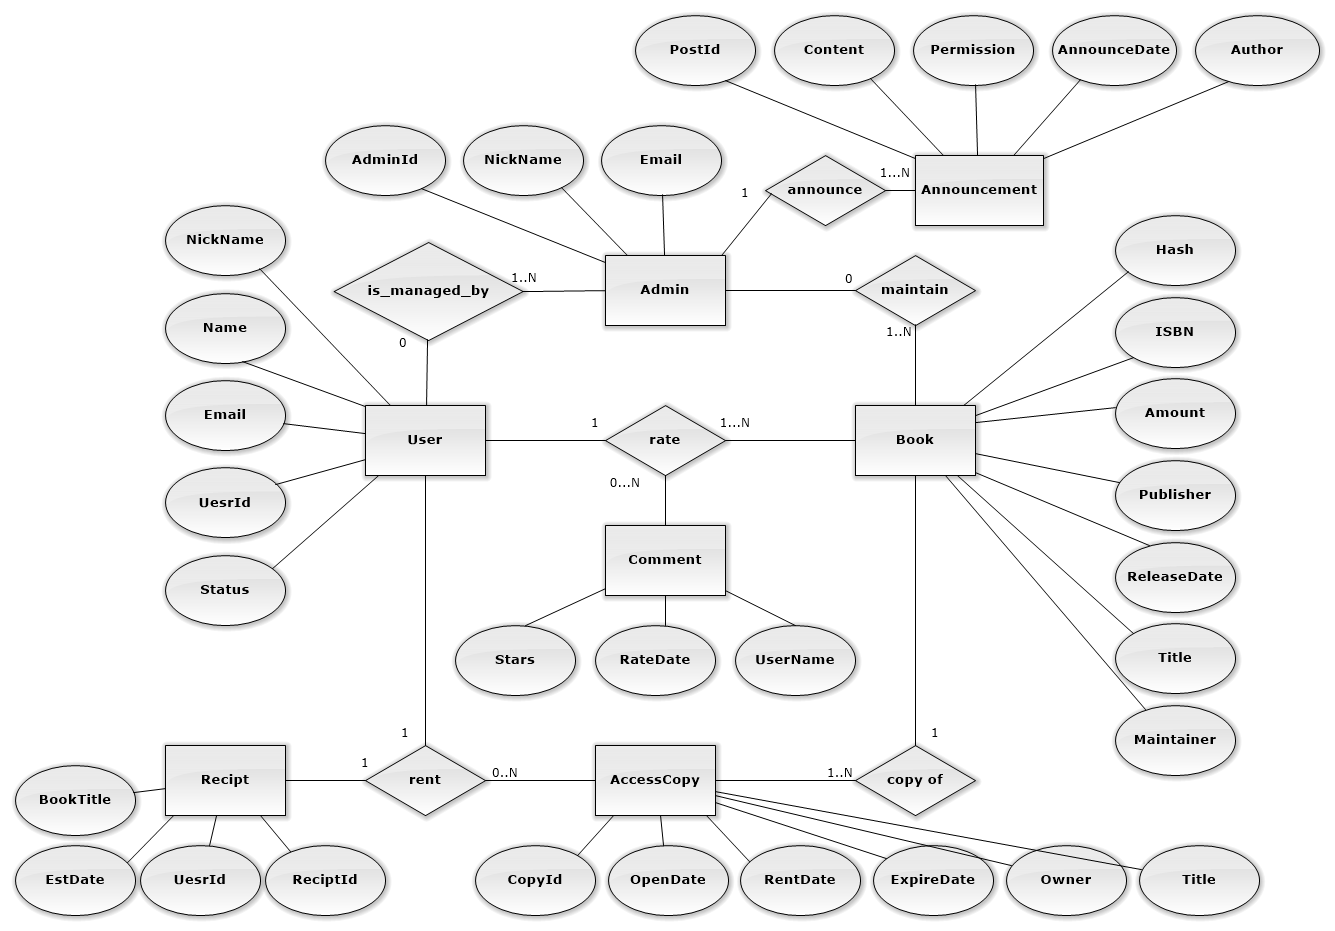 PostId
Content
Permission
AnnounceDate
Author
AdminId
NickName
Email
announce
1
1...N
Announcement
NickName
is_managed_by
1..N
0
Admin
0
maintain
1..N
Hash
Name
ISBN
Email
User
1
rate
1...N
0...N
Book
Amount
UesrId
Publisher
Status
Comment
ReleaseDate
Stars
RateDate
UserName
Title
Maintainer
1
1
Recipt
1
rent
0..N
AccessCopy
1..N
copy of
BookTitle
EstDate
UesrId
ReciptId
CopyId
OpenDate
RentDate
ExpireDate
Owner
Title